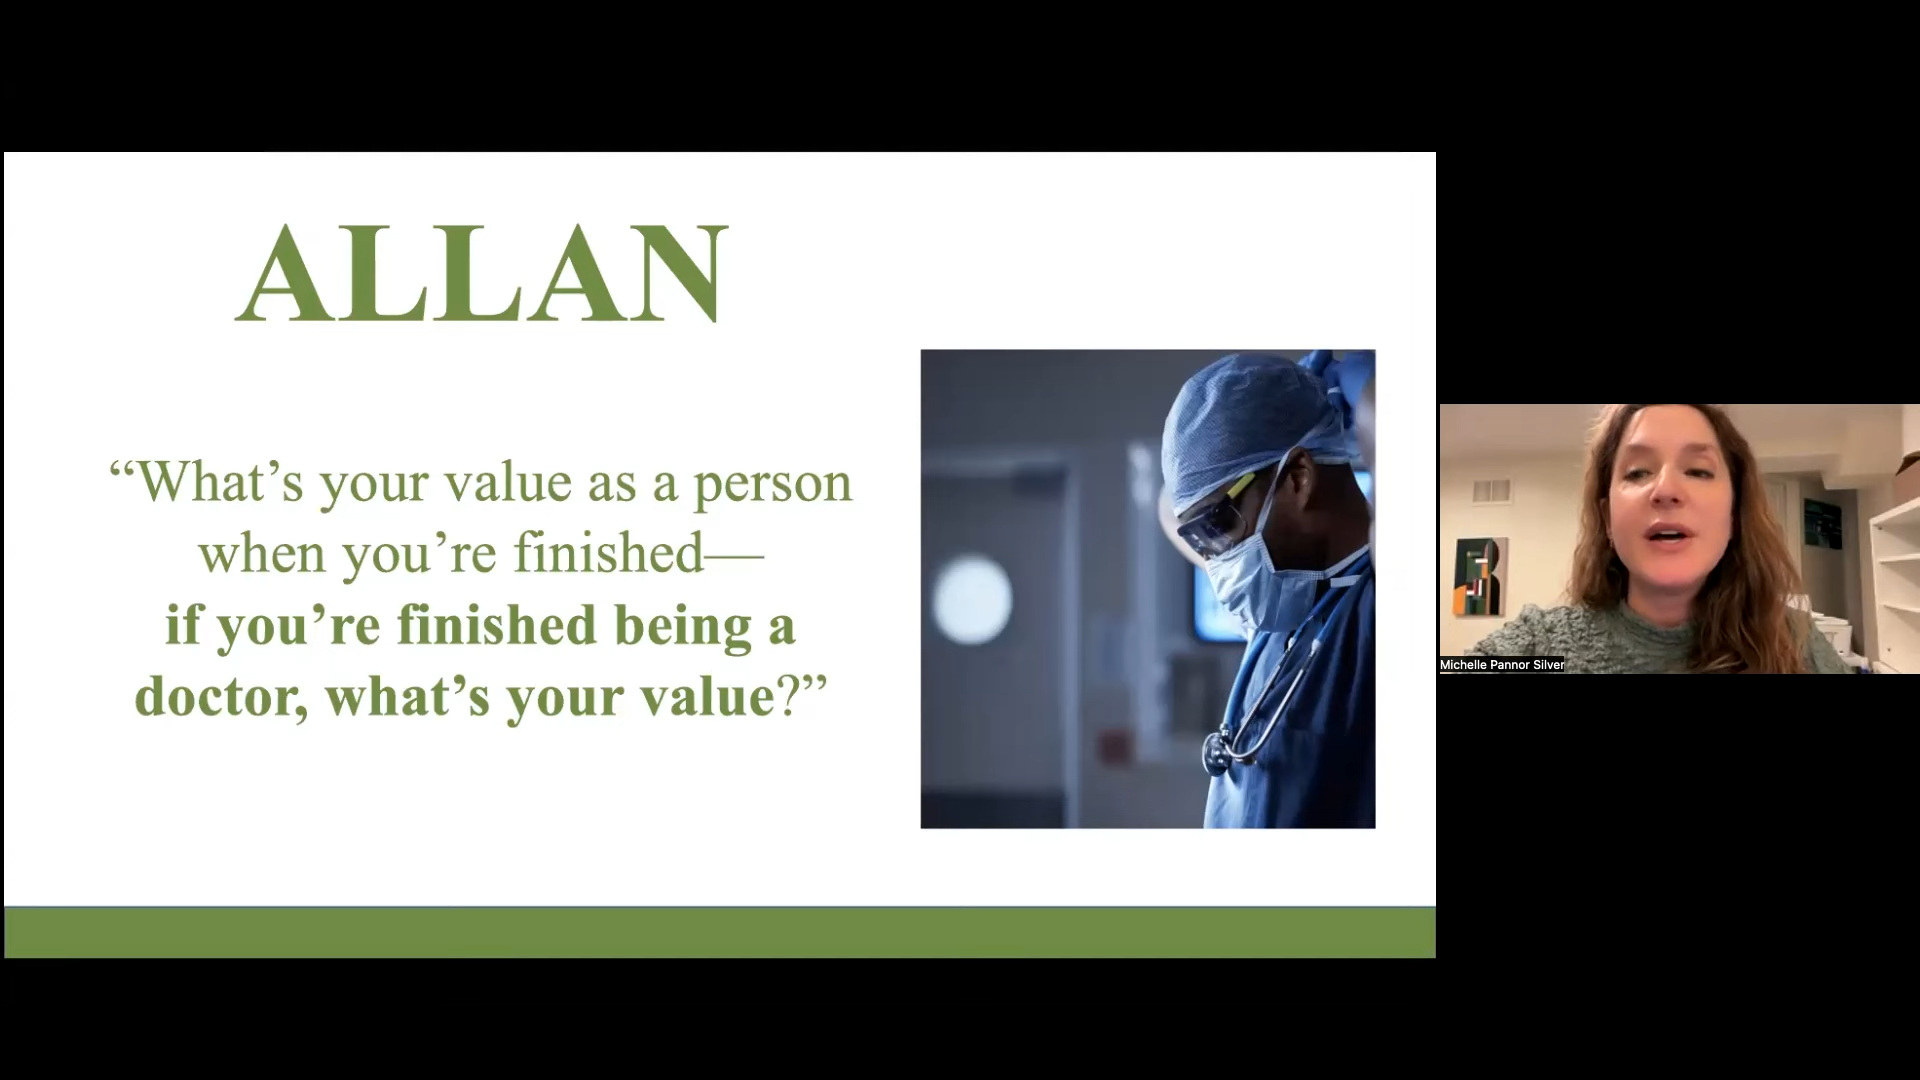 ALLAN
“What’s your value as a person
when you’re finished—
if you’re finished being a
doctor, what’s your value?”
Michelle Pannor Silver